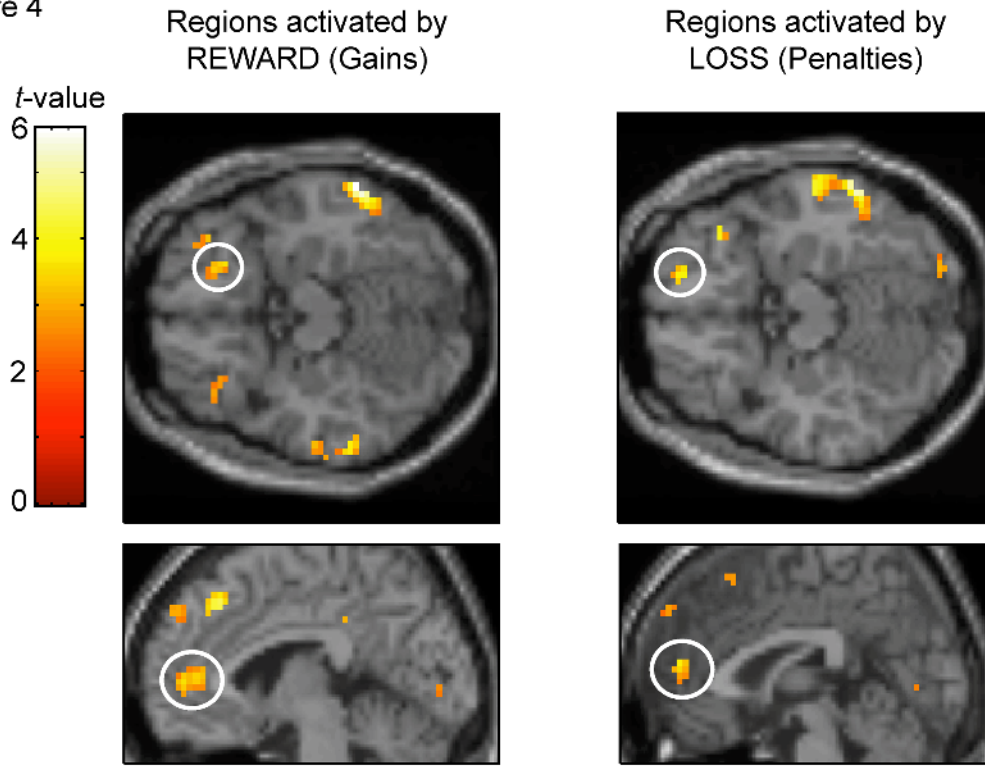 e 4
Regions activated by
REWARD (Gains)
Regions activated by
LOSS (Penalties)
t-value
6
4
2
0